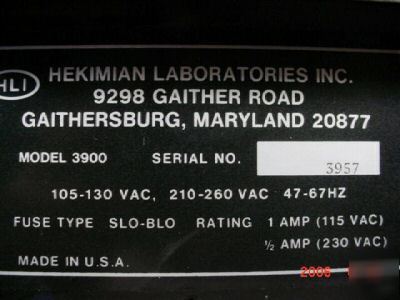 HLI HEKIMIAN LABORATORIES INC.
9298 GAITHER ROAD
GAITHERSBURG, MARYLAND 20877
MODEL 3900 SERIAL NO. 3957
105-130 VAC, 210-260 VAC 47-67HZ
FUSE TYPE SLO-BLO RATING 1 AMP (115 VAC)
½ AMP (230 VAC)
MADE IN U.S.A.
2006